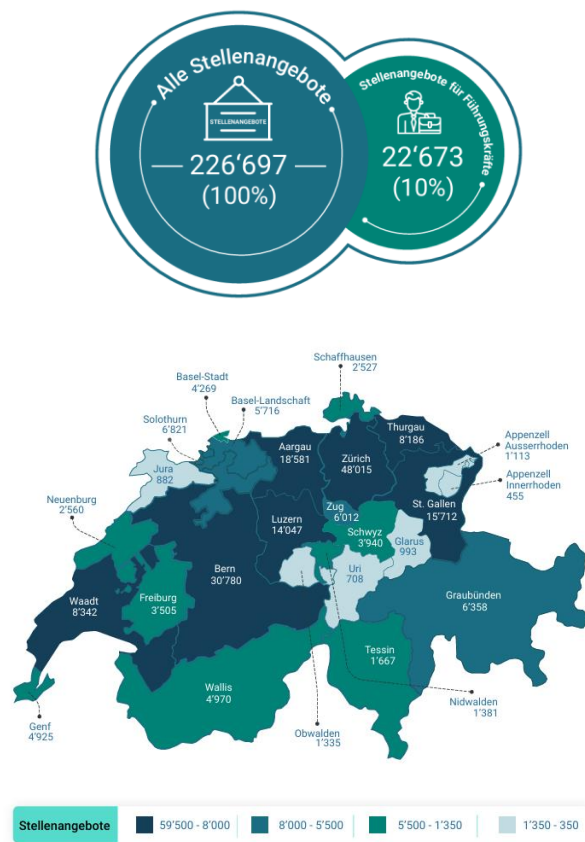 Alle Stellenangebote
STELLENANGEBOTE
226‘697
(100%)
Stellenangebote für Führungskräfte
22‘673
(10%)
Schaffhausen
2’527
Basel-Stadt
4’269
Basel-Landschaft
5’716
Solothurn
6’821
Thurgau
8’186
Appenzell
Ausserrhoden
1’113
Aargau
18’581
Zürich
48’015
Jura
882
Appenzell
Innerrhoden
455
Neuenburg
2’560
St. Gallen
15’712
Zug
6’012
Luzern
14’047
Schwyz
3’940
Glarus
993
Bern
30’780
Uri
708
Waadt
8’342
Freiburg
3’505
Graubünden
6’358
Tessin
1’667
Wallis
4’970
Nidwalden
1’381
Genf
4’925
Obwalden
1’335
Stellenangebote
59’500 - 8’000
8’000 - 5’500
5’500 - 1’350
1’350 - 350